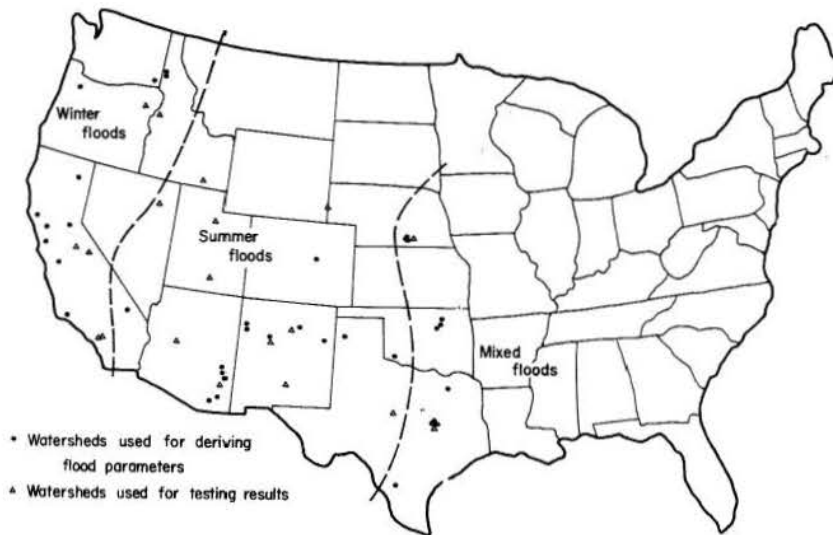 Winter
floods
Summer
floods
Mixed
floods
• Watersheds used for deriving
flood parameters
▵ Watersheds used for testing results